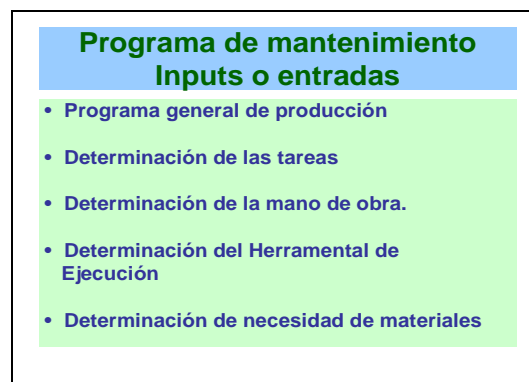 Programa de mantenimiento
Inputs o entradas
• Programa general de producción
• Determinación de las tareas
• Determinación de la mano de obra.
• Determinación del Herramental de
Ejecución
• Determinación de necesidad de materiales